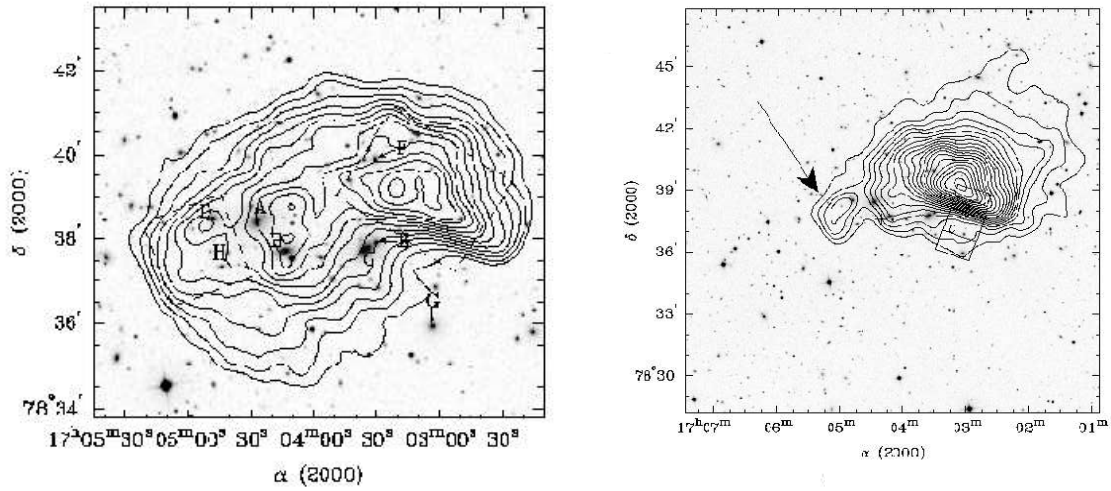 42'
40'
38'
36'
78°34'
δ (2000)
17h05m30s 05m00s 30s 04m00s 30s 03m00s 30s
α (2000)
F
A
B
H
C
G
45'
42'
39'
36'
33'
78°30'
δ (2000)
17h07m 06m 05m 04m 03m 02m 01m
α (2000)